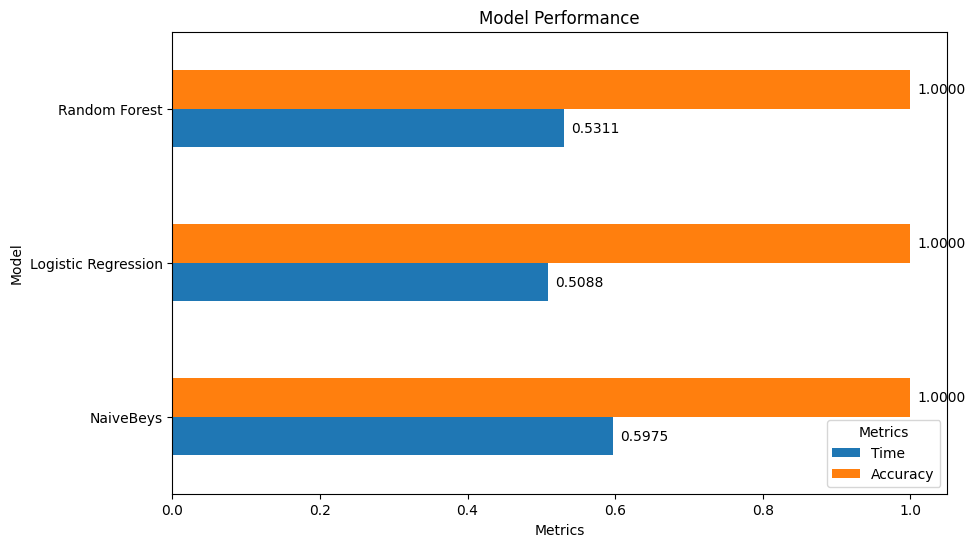 Model Performance
Random Forest
1.0000
0.5311
Model
Logistic Regression
1.0000
0.5088
NaiveBeys
1.0000
0.5975
Metrics
Time
Accuracy
0.0 0.2 0.4 0.6 0.8 1.0
Metrics